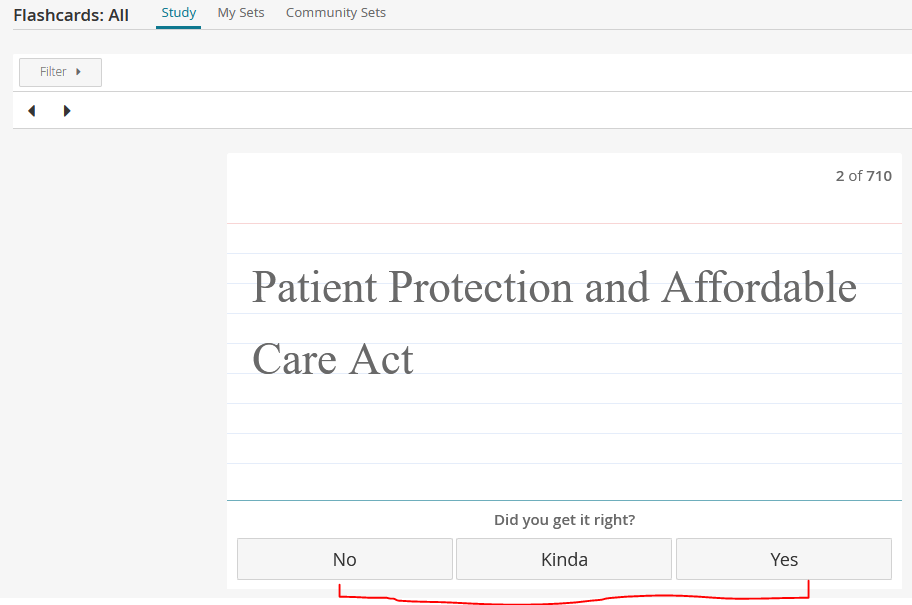 Flashcards: All Study My Sets Community Sets
Filter
2 of 710
Patient Protection and Affordable
Care Act
Did you get it right?
No Kinda Yes